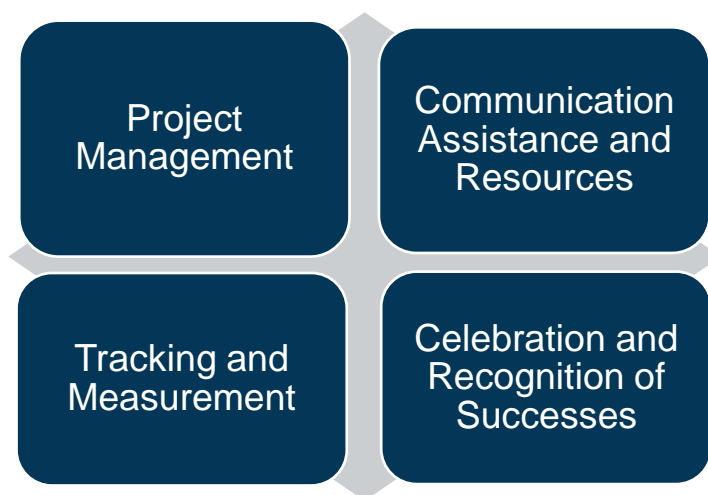 Project
Management
Communication
Assistance and
Resources
Tracking and
Measurement
Celebration and
Recognition of
Successes